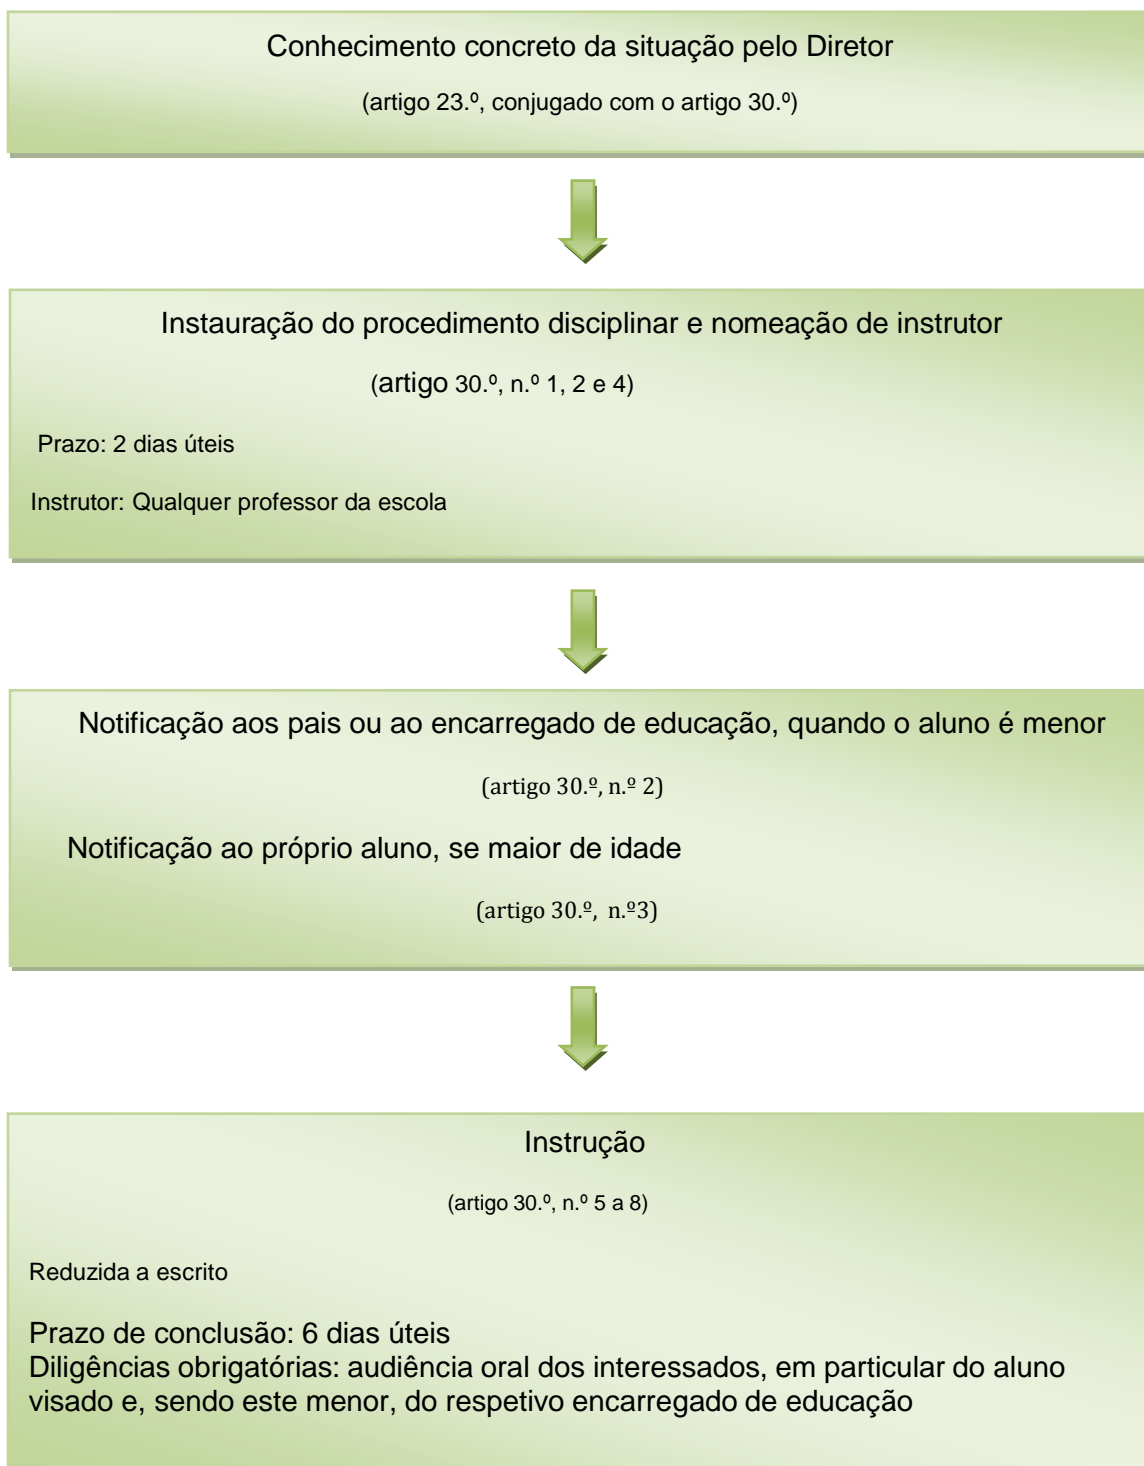 Conhecimento concreto da situação pelo Diretor
(artigo 23.º, conjugado com o artigo 30.º)
Instauração do procedimento disciplinar e nomeação de instrutor
(artigo 30.º, n.º 1, 2 e 4)
Prazo: 2 dias úteis
Instrutor: Qualquer professor da escola
Notificação aos pais ou ao encarregado de educação, quando o aluno é menor
(artigo 30.º, n.º 2)
Notificação ao próprio aluno, se maior de idade
(artigo 30.º, n.º3)
Instrução
(artigo 30.º, n.º 5 a 8)
Reduzida a escrito
Prazo de conclusão: 6 dias úteis
Diligências obrigatórias: audiência oral dos interessados, em particular do aluno
visado e, sendo este menor, do respetivo encarregado de educação